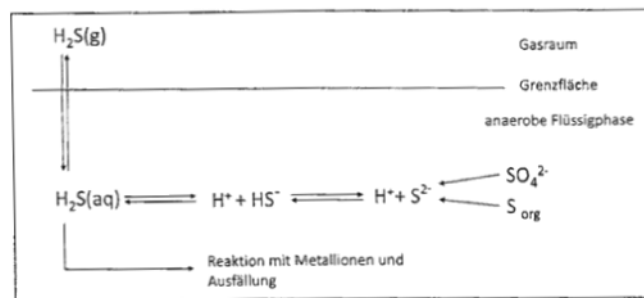 H₂S(g)
Gasraum
Grenzfläche
anaerobe Flüssigphase
H₂S(aq)
H⁺ + HS⁻
H⁺ + S²⁻
SO₄²⁻
S org
Reaktion mit Metallionen und
Ausfällung